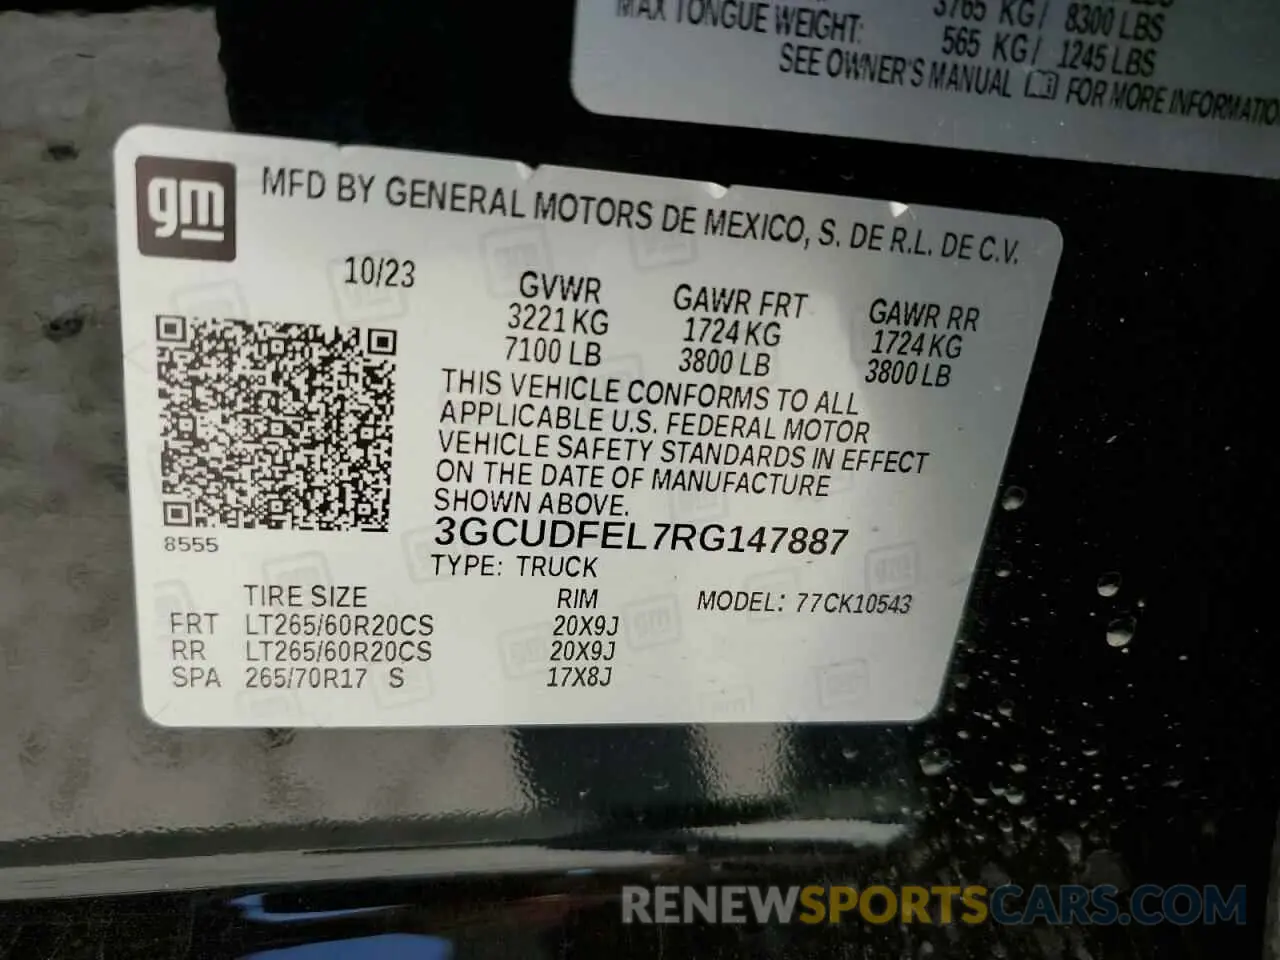 3765 KG/ 8300 LBS
MAX TONGUE WEIGHT: 565 KG/ 1245 LBS
SEE OWNER'S MANUAL FOR MORE INFORMATIO
gm
MFD BY GENERAL MOTORS DE MEXICO, S. DE R.L. DE C.V.
10/23 GVWR GAWR FRT GAWR RR
3221 KG 1724 KG 1724 KG
7100 LB 3800 LB 3800 LB
THIS VEHICLE CONFORMS TO ALL
APPLICABLE U.S. FEDERAL MOTOR
VEHICLE SAFETY STANDARDS IN EFFECT
ON THE DATE OF MANUFACTURE
SHOWN ABOVE.
3GCUDFEL7RG147887
8555
TYPE: TRUCK
TIRE SIZE RIM MODEL: 77CK10543
FRT LT265/60R20CS 20X9J
RR LT265/60R20CS 20X9J
SPA 265/70R17 S 17X8J
RENEWSPORTSCARS.COM